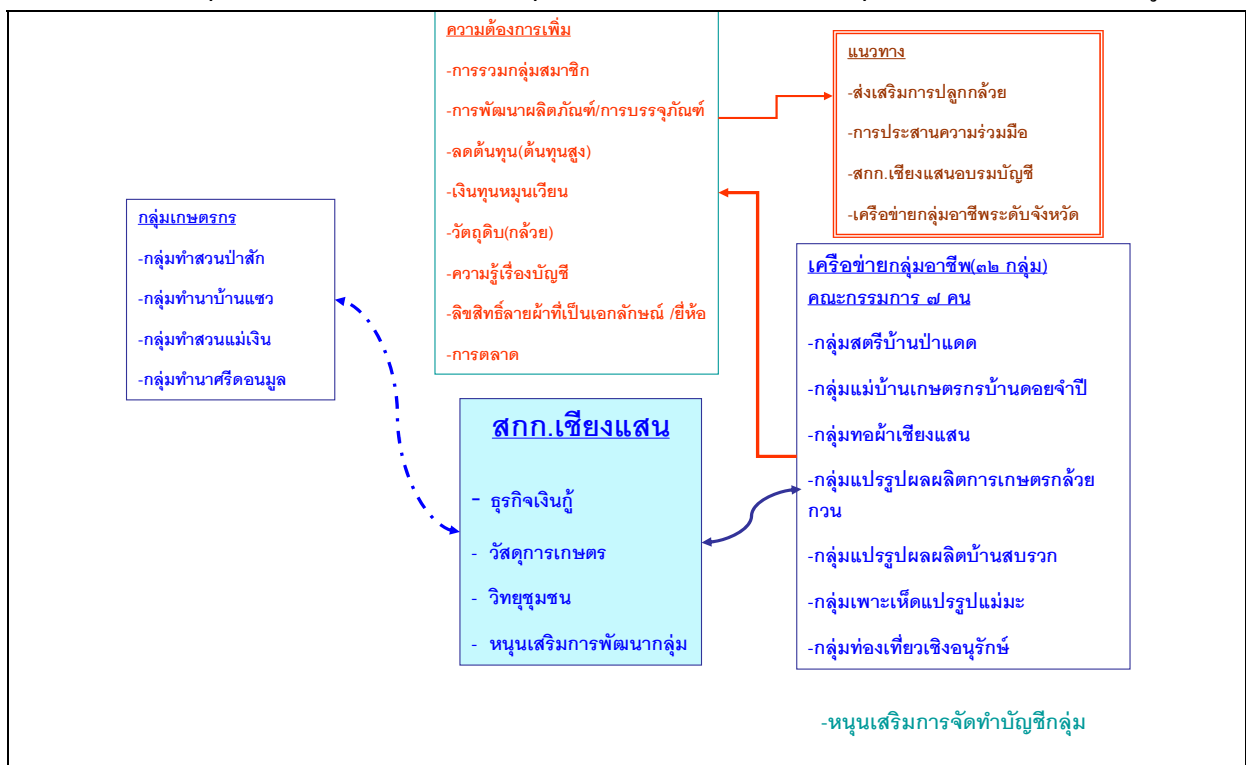 ความต้องการเพิ่ม
-การรวมกลุ่มสมาชิก
-การพัฒนาผลิตภัณฑ์/การบรรจุภัณฑ์
-ลดต้นทุน(ต้นทุนสูง)
-เงินทุนหมุนเวียน
-วัตถุดิบ(กล้วย)
-ความรู้เรื่องบัญชี
-ลิขสิทธิ์ลายผ้าที่เป็นเอกลักษณ์ /ยี่ห้อ
-การตลาด
แนวทาง
-ส่งเสริมการปลูกกล้วย
-การประสานความร่วมมือ
-สกก.เชียงแสนอบรมบัญชี
-เครือข่ายกลุ่มอาชีพระดับจังหวัด
กลุ่มเกษตรกร
-กลุ่มทำสวนป่าสัก
-กลุ่มทำนาบ้านแซว
-กลุ่มทำสวนแม่เงิน
-กลุ่มทำนาศรีดอนมูล
สกก.เชียงแสน
- ธุรกิจเงินกู้
- วัสดุการเกษตร
- วิทยุชุมชน
- หนุนเสริมการพัฒนากลุ่ม
เครือข่ายกลุ่มอาชีพ(๓๒ กลุ่ม)
คณะกรรมการ ๗ คน
-กลุ่มสตรีบ้านป่าแดด
-กลุ่มแม่บ้านเกษตรกรบ้านดอยจำปี
-กลุ่มทอผ้าเชียงแสน
-กลุ่มแปรรูปผลผลิตการเกษตรกล้วย
กวน
-กลุ่มแปรรูปผลผลิตบ้านสบรวก
-กลุ่มเพาะเห็ดแปรรูปแม่มะ
-กลุ่มท่องเที่ยวเชิงอนุรักษ์
-หนุนเสริมการจัดทำบัญชีกลุ่ม